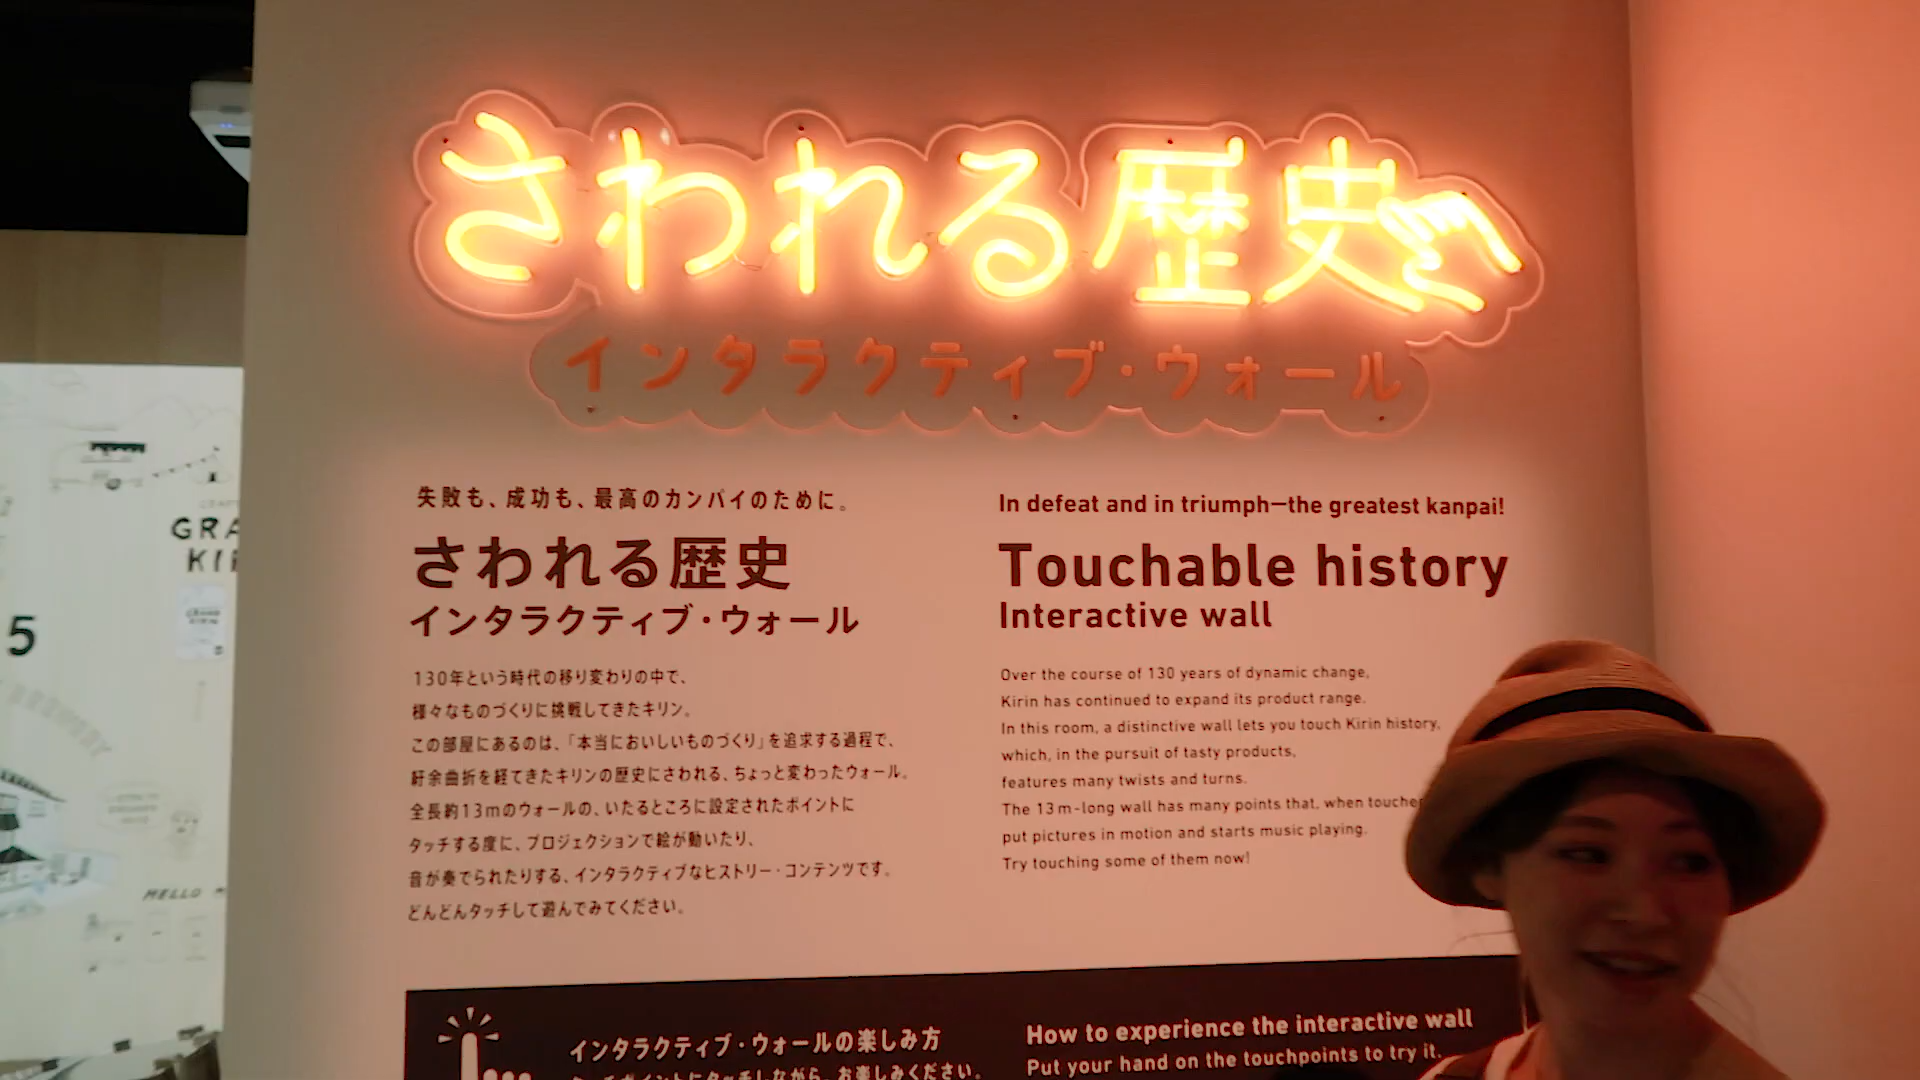 さわれる歴史
インタラクティブ・ウォール
失敗も、成功も、最高のカンパイのために。
さわれる歴史
インタラクティブ・ウォール
130年という時代の移り変わりの中で、
様々なものづくりに挑戦してきたキリン。
この部屋にあるのは、「本当においしいものづくり」を追求する過程で、
紆余曲折を経てきたキリンの歴史にさわれる、ちょっと変わったウォール。
全長約13mのウォールの、いたるところに設定されたポイントに
タッチする度に、プロジェクションで絵が動いたり、
音が奏でられたりする、インタラクティブなヒストリー・コンテンツです。
どんどんタッチして遊んでみてください。
In defeat and in triumph—the greatest kanpai!
Touchable history
Interactive wall
Over the course of 130 years of dynamic change,
Kirin has continued to expand its product range.
In this room, a distinctive wall lets you touch Kirin history,
which, in the pursuit of tasty products,
features many twists and turns.
The 13m-long wall has many points that, when
put pictures in motion and starts music playing.
Try touching some of them now!
インタラクティブ・ウォールの楽しみ方
タッチしながら、お楽しみください。
How to experience the interactive wall
Put your hand on the touchpoints to try it.
GRA
KI
5
HELLO